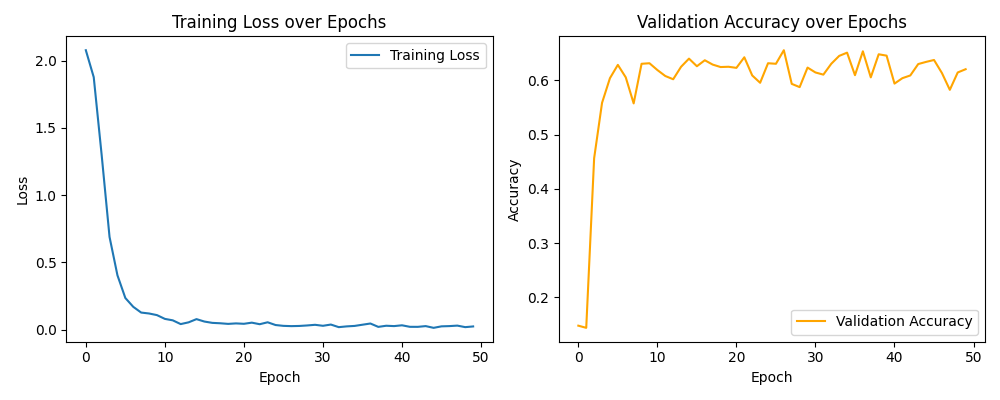 Training Loss over Epochs
Training Loss
2.0
1.5
1.0
0.5
0.0
Loss
0 10 20 30 40 50
Epoch
Validation Accuracy over Epochs
0.6
0.5
0.4
0.3
0.2
Accuracy
Validation Accuracy
0 10 20 30 40 50
Epoch